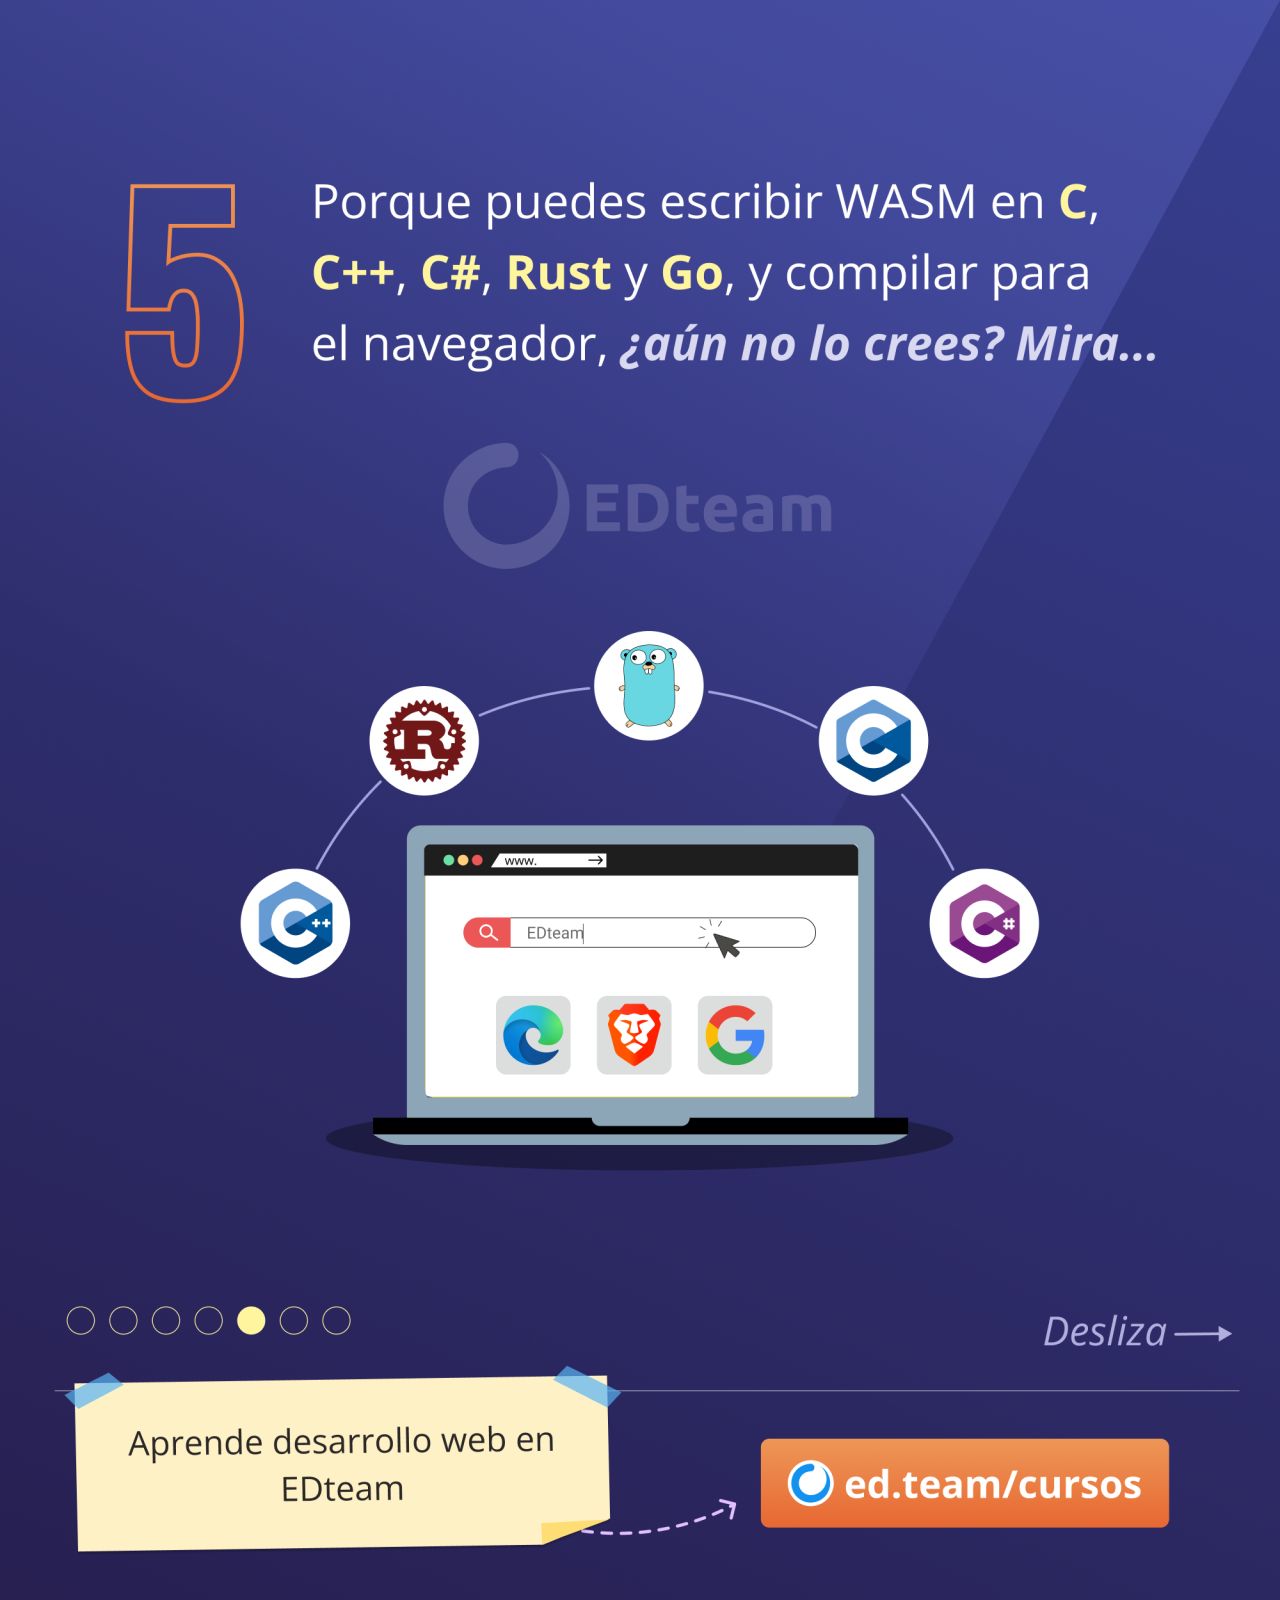 5
Porque puedes escribir WASM en C,
C++, C#, Rust y Go, y compilar para
el navegador, ¿aún no lo crees? Mira...
EDteam
R
C
C++
C#
www.
EDteam
G
Desliza
Aprende desarrollo web en
EDteam
ed.team/cursos